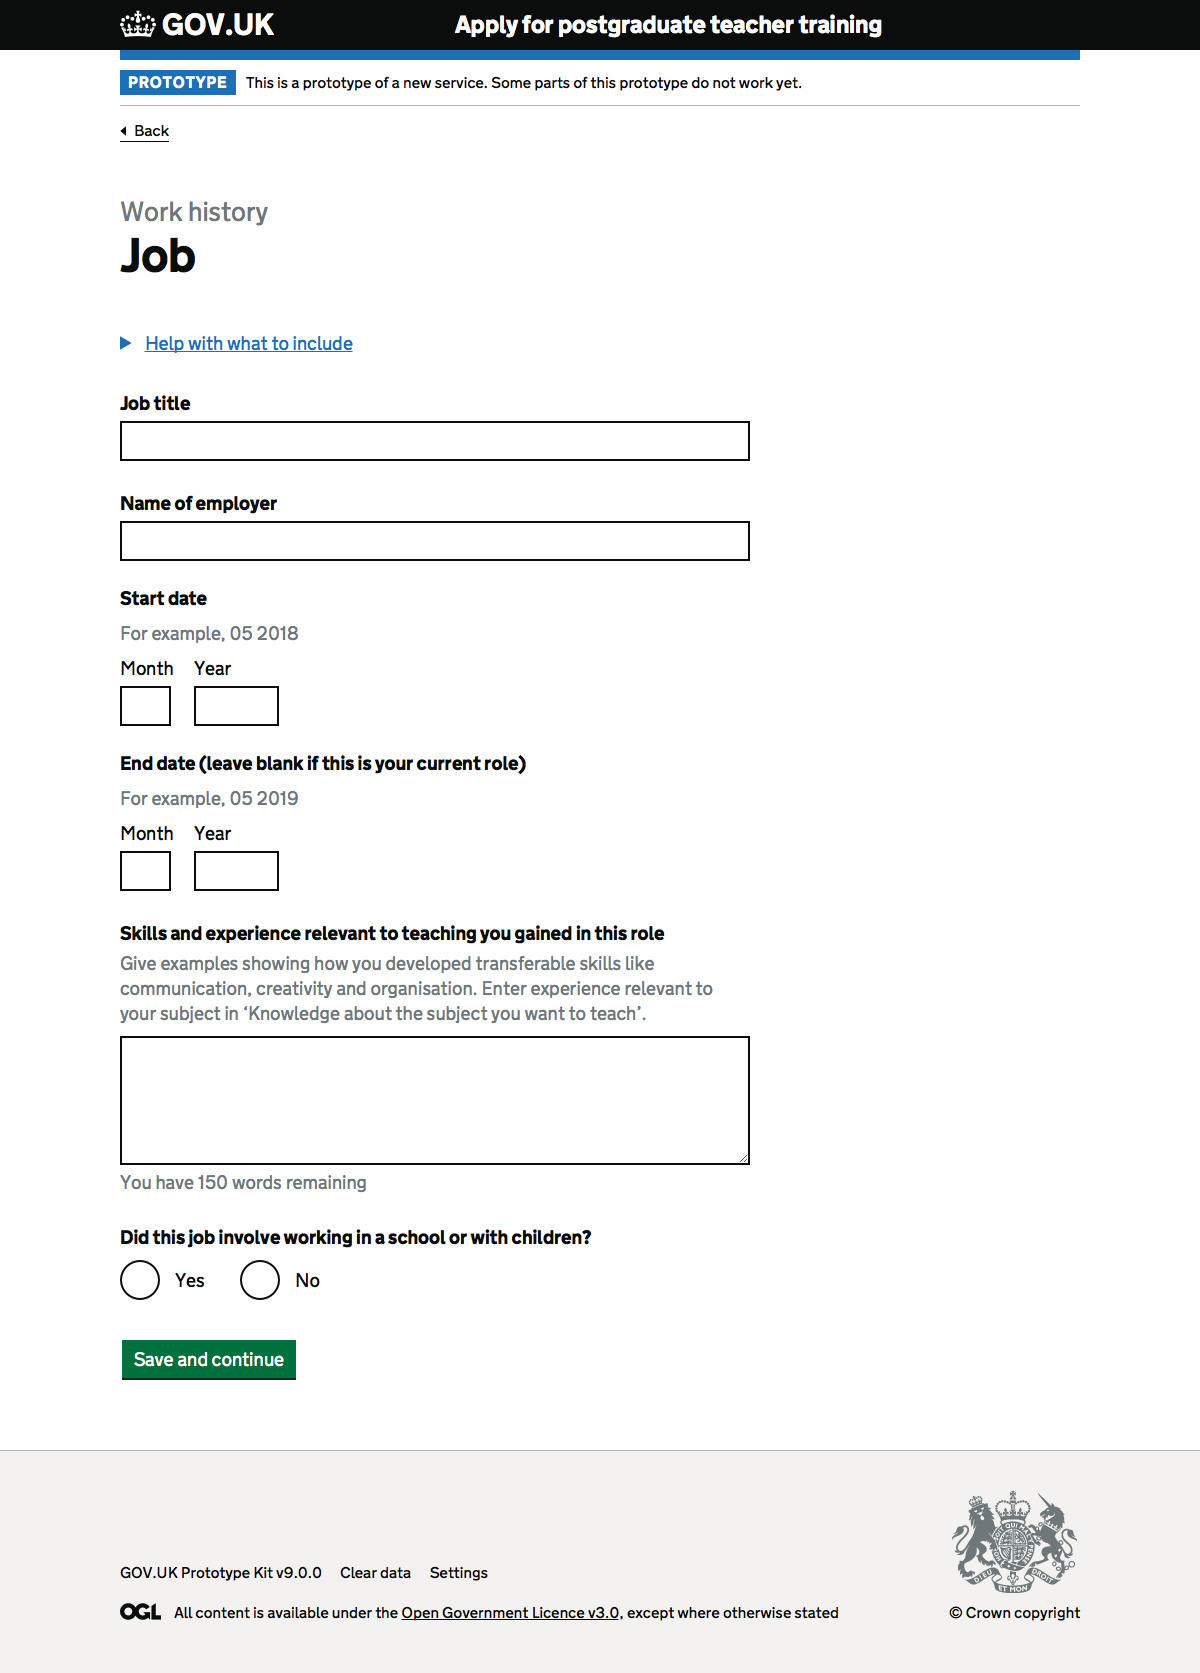 GOV.UK
Apply for postgraduate teacher training
PROTOTYPE This is a prototype of a new service. Some parts of this prototype do not work yet.
Back
Work history
Job
Help with what to include
Job title
Name of employer
Start date
For example, 05 2018
Month Year
End date (leave blank if this is your current role)
For example, 05 2019
Month Year
Skills and experience relevant to teaching you gained in this role
Give examples showing how you developed transferable skills like
communication, creativity and organisation. Enter experience relevant to
your subject in ‘Knowledge about the subject you want to teach’.
You have 150 words remaining
Did this job involve working in a school or with children?
Yes No
Save and continue
GOV.UK Prototype Kit v9.0.0 Clear data Settings
OGL All content is available under the Open Government Licence v3.0, except where otherwise stated
DIEU ET MON DROIT
© Crown copyright